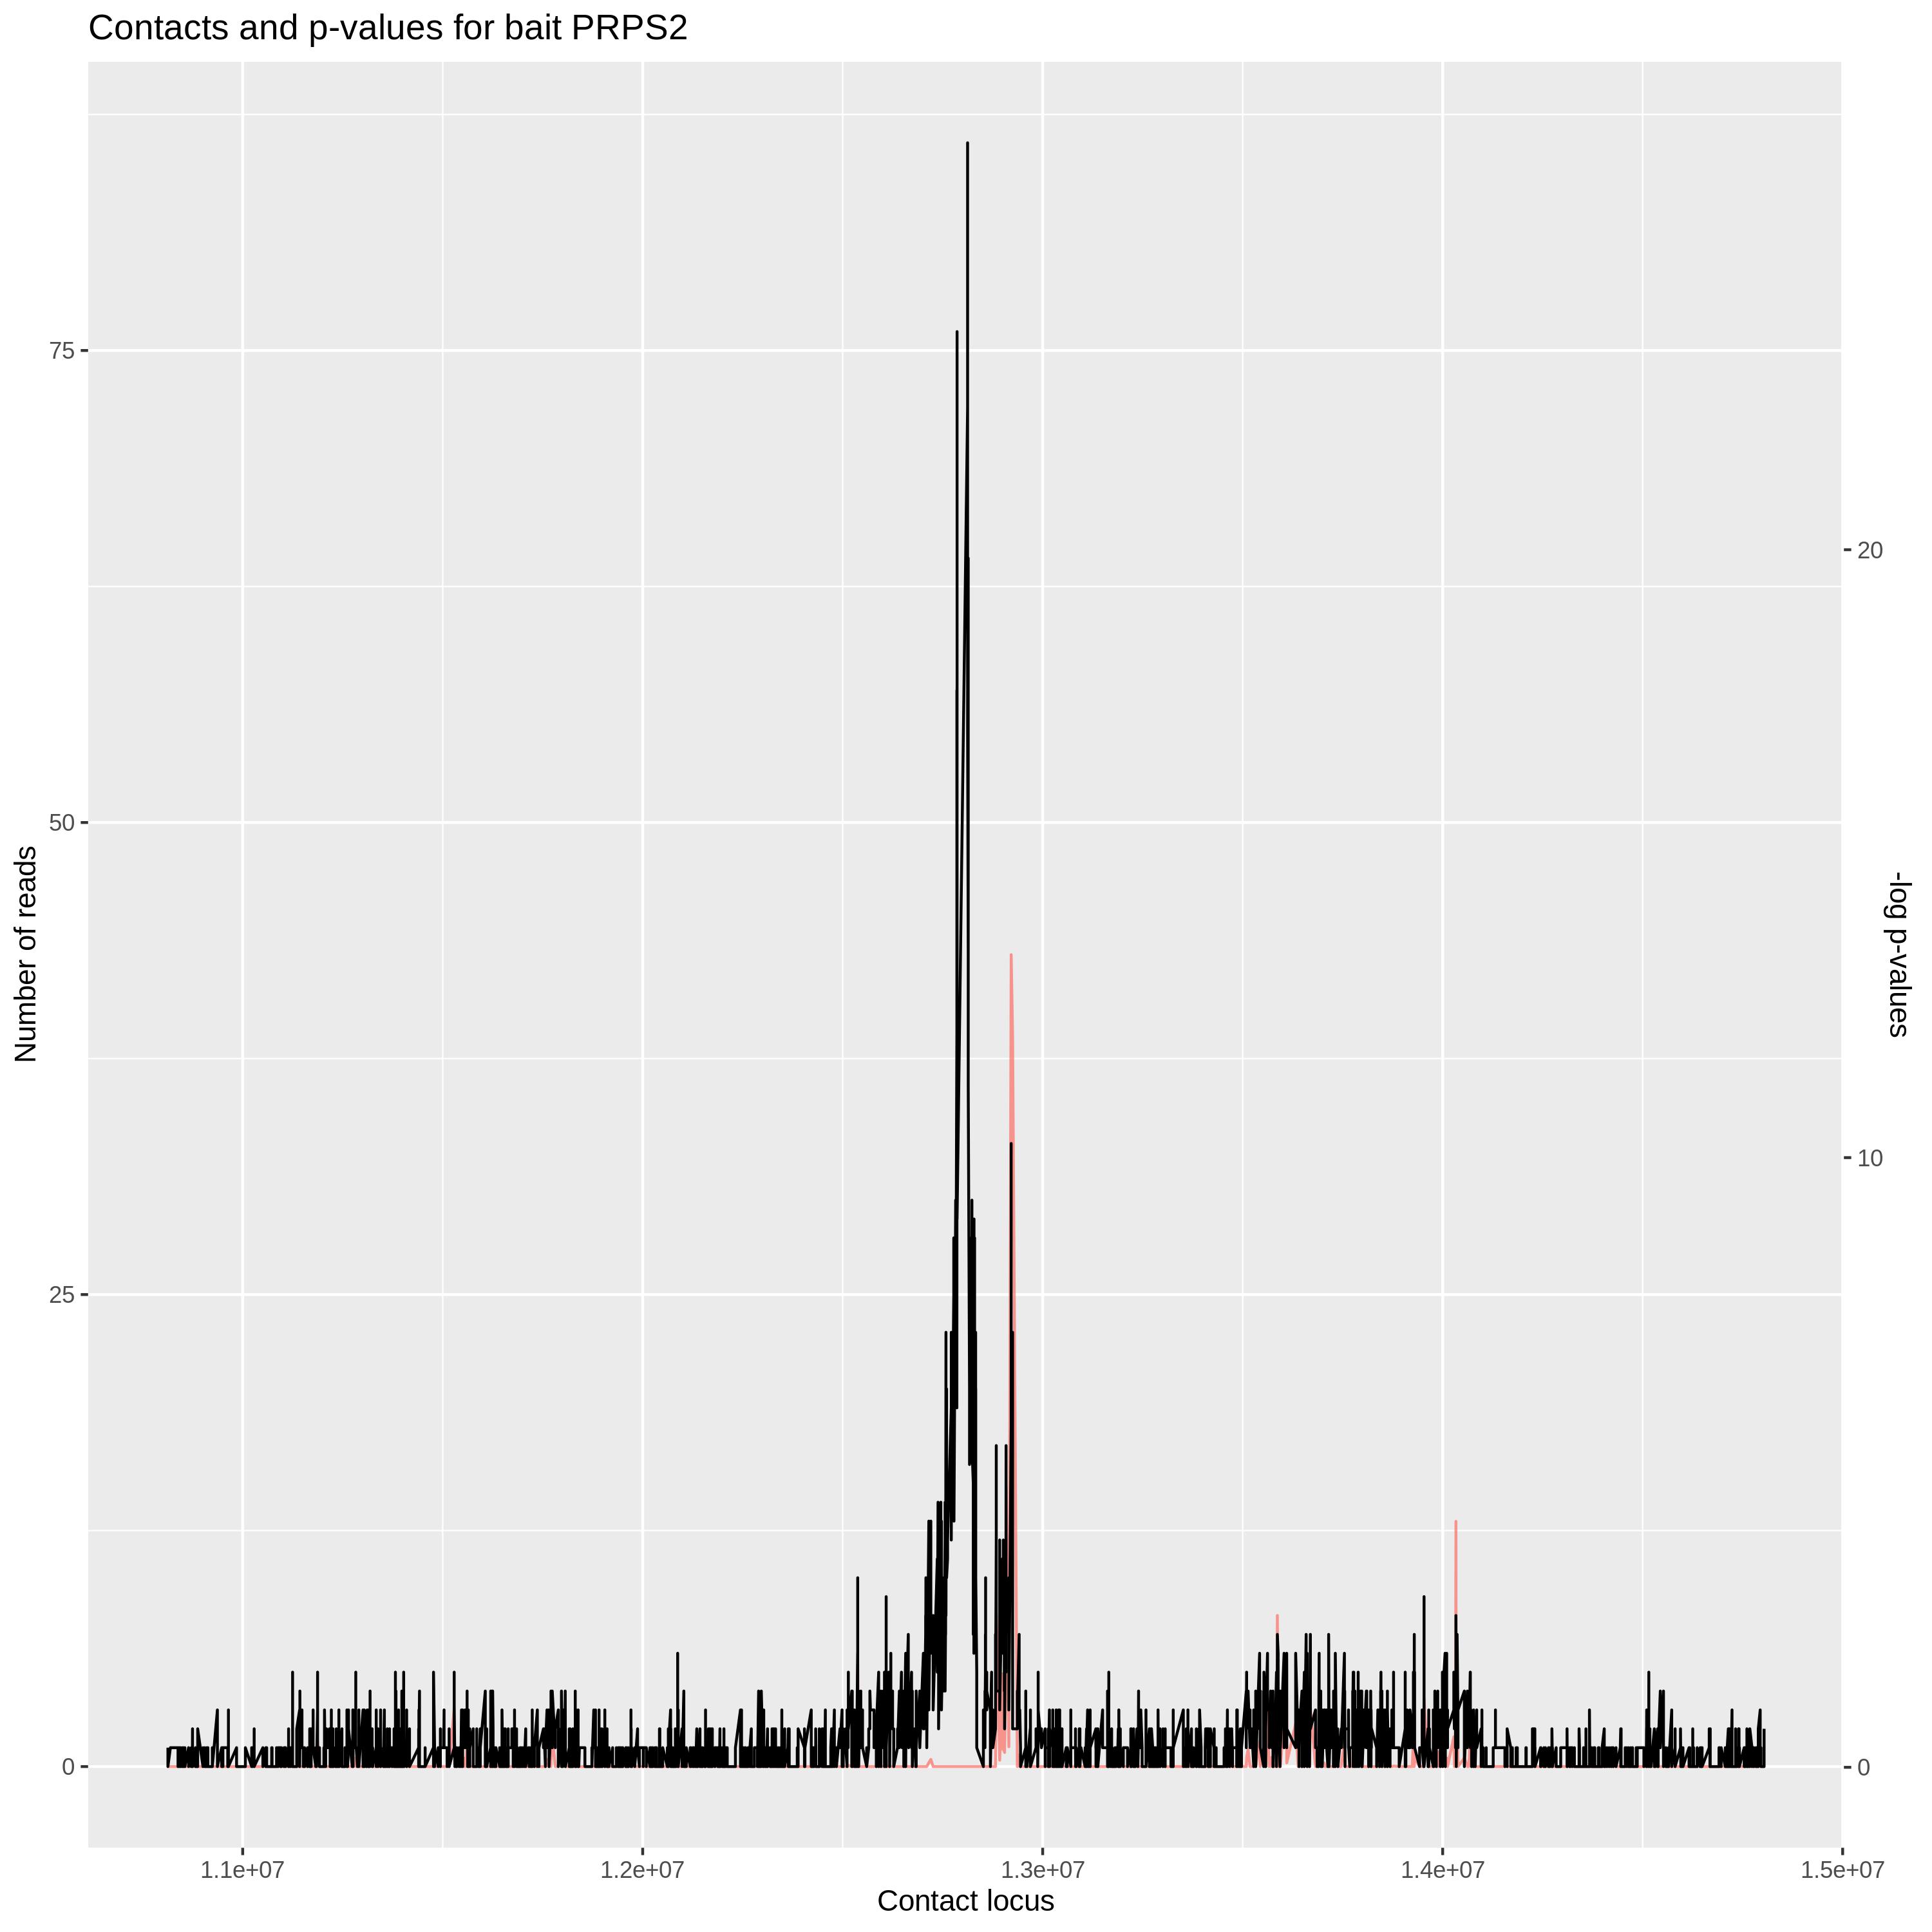 Contacts and p-values for bait PRPS2
75
50
25
0
Number of reads
20
10
0
-log p-values
1.1e+07
1.2e+07
1.3e+07
1.4e+07
1.5e+07
Contact locus